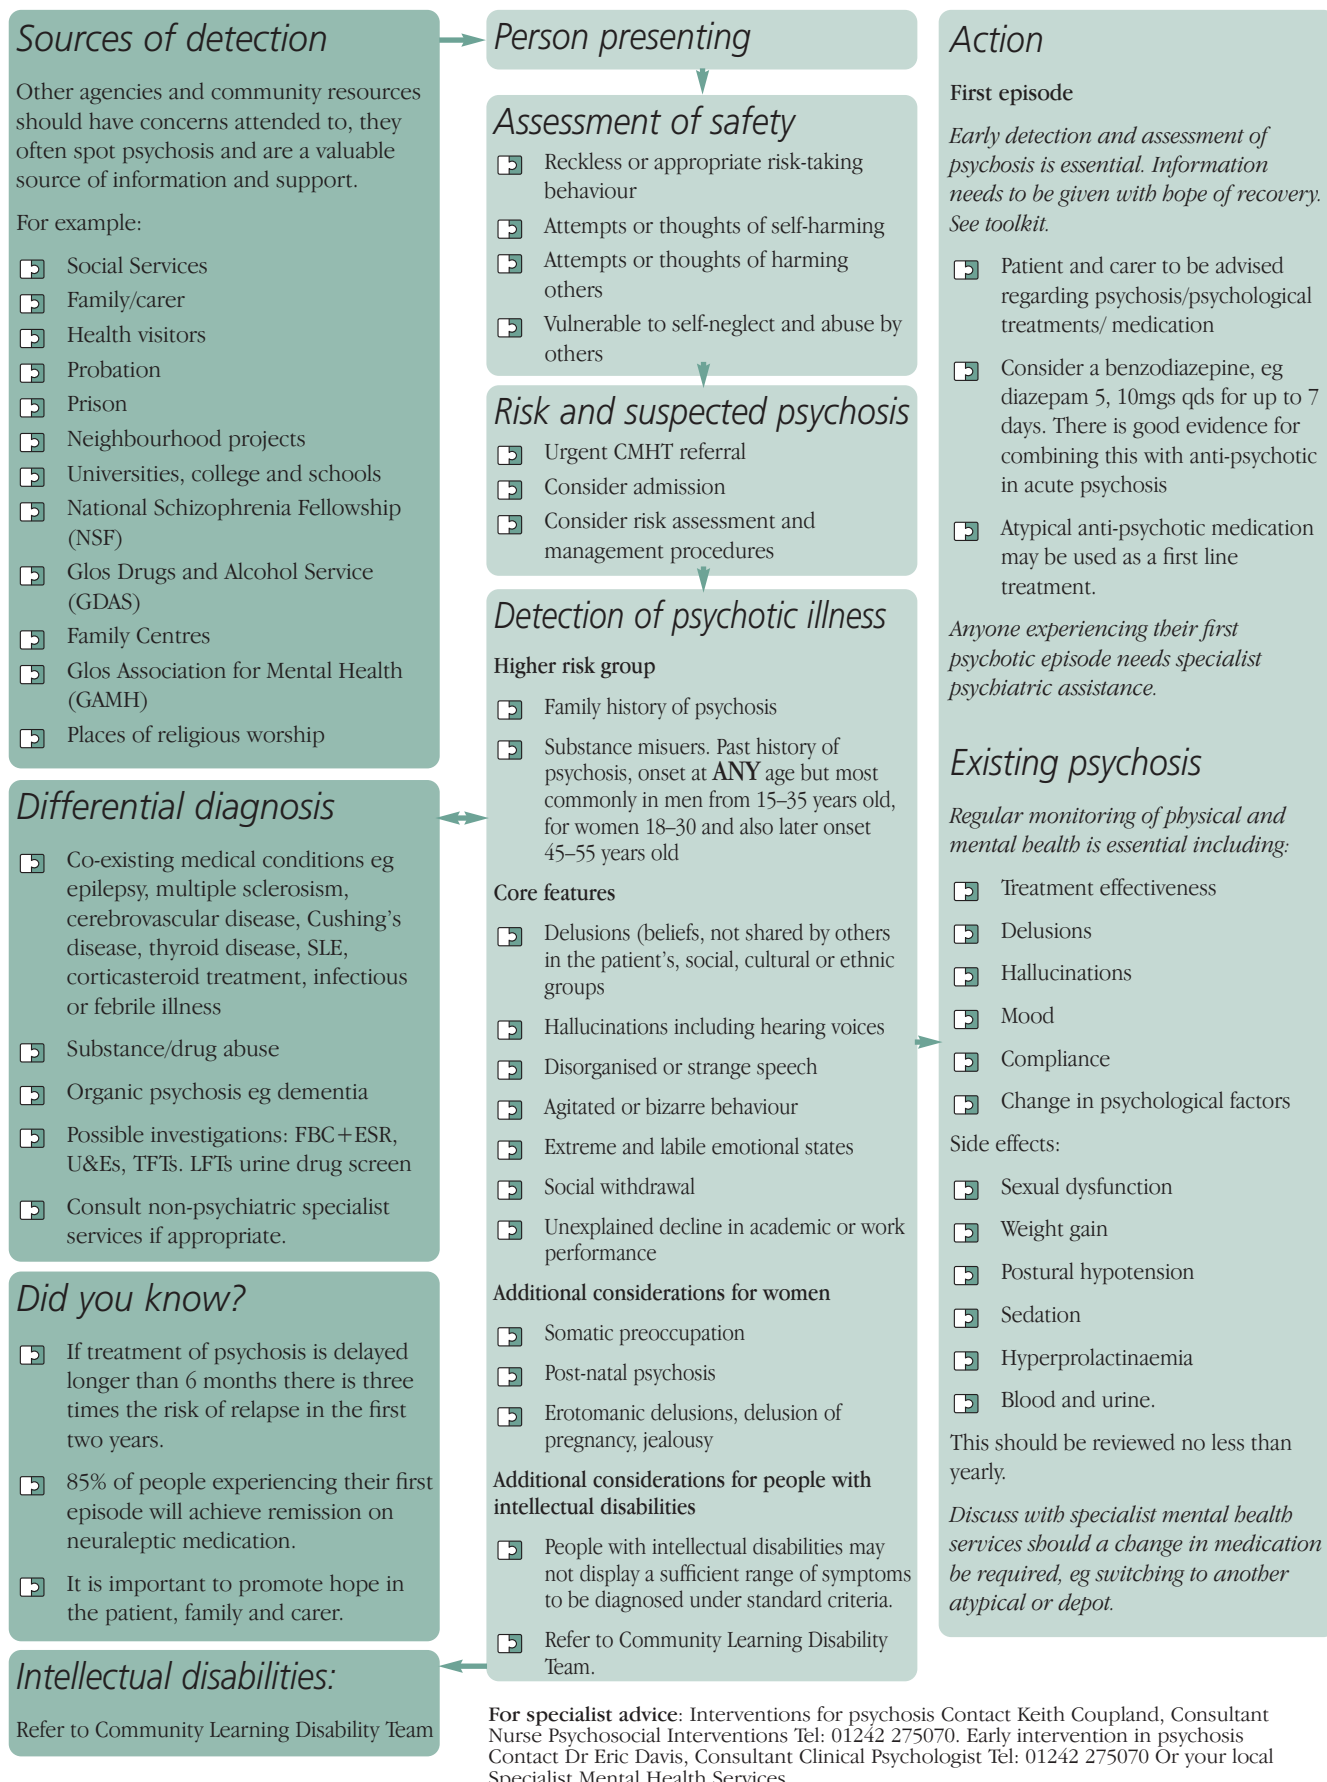 Sources of detection
Other agencies and community resources
should have concerns attended to, they
often spot psychosis and are a valuable
source of information and support.
For example:
Social Services
Family/carer
Health visitors
Probation
Prison
Neighbourhood projects
Universities, college and schools
National Schizophrenia Fellowship
(NSF)
Glos Drugs and Alcohol Service
(GDAS)
Family Centres
Glos Association for Mental Health
(GAMH)
Places of religious worship
Differential diagnosis
Co-existing medical conditions eg
epilepsy, multiple sclerosism,
cerebrovascular disease, Cushing's
disease, thyroid disease, SLE,
corticosteroid treatment, infectious
or febrile illness
Substance/drug abuse
Organic psychosis eg dementia
Possible investigations: FBC+ESR,
U&Es, TFTs. LFTs urine drug screen
Consult non-psychiatric specialist
services if appropriate.
Did you know?
If treatment of psychosis is delayed
longer than 6 months there is three
times the risk of relapse in the first
two years.
85% of people experiencing their first
episode will achieve remission on
neuraleptic medication.
It is important to promote hope in
the patient, family and carer.
Intellectual disabilities:
Refer to Community Learning Disability Team
Person presenting
Assessment of safety
Reckless or appropriate risk-taking
behaviour
Attempts or thoughts of self-harming
Attempts or thoughts of harming
others
Vulnerable to self-neglect and abuse by
others
Risk and suspected psychosis
Urgent CMHT referral
Consider admission
Consider risk assessment and
management procedures
Detection of psychotic illness
Higher risk group
Family history of psychosis
Substance misuers. Past history of
psychosis, onset at ANY age but most
commonly in men from 15–35 years old,
for women 18–30 and also later onset
45–55 years old
Core features
Delusions (beliefs, not shared by others
in the patient's, social, cultural or ethnic
groups
Hallucinations including hearing voices
Disorganised or strange speech
Agitated or bizarre behaviour
Extreme and labile emotional states
Social withdrawal
Unexplained decline in academic or work
performance
Additional considerations for women
Somatic preoccupation
Post-natal psychosis
Erotomanic delusions, delusion of
pregnancy, jealousy
Additional considerations for people with
intellectual disabilities
People with intellectual disabilities may
not display a sufficient range of symptoms
to be diagnosed under standard criteria.
Refer to Community Learning Disability
Team.
Action
First episode
Early detection and assessment of
psychosis is essential. Information
needs to be given with hope of recovery.
See toolkit.
Patient and carer to be advised
regarding psychosis/psychological
treatments/ medication
Consider a benzodiazepine, eg
diazepam 5, 10mgs qds for up to 7
days. There is good evidence for
combining this with anti-psychotic
in acute psychosis
Atypical anti-psychotic medication
may be used as a first line
treatment.
Anyone experiencing their first
psychotic episode needs specialist
psychiatric assistance.
Existing psychosis
Regular monitoring of physical and
mental health is essential including:
Treatment effectiveness
Delusions
Hallucinations
Mood
Compliance
Change in psychological factors
Side effects:
Sexual dysfunction
Weight gain
Postural hypotension
Sedation
Hyperprolactinaemia
Blood and urine.
This should be reviewed no less than
yearly.
Discuss with specialist mental health
services should a change in medication
be required, eg switching to another
atypical or depot.
For specialist advice: Interventions for psychosis Contact Keith Coupland, Consultant
Nurse Psychosocial Interventions Tel: 01242 275070. Early intervention in psychosis
Contact Dr Eric Davis, Consultant Clinical Psychologist Tel: 01242 275070 Or your local
Specialist Mental Health Services